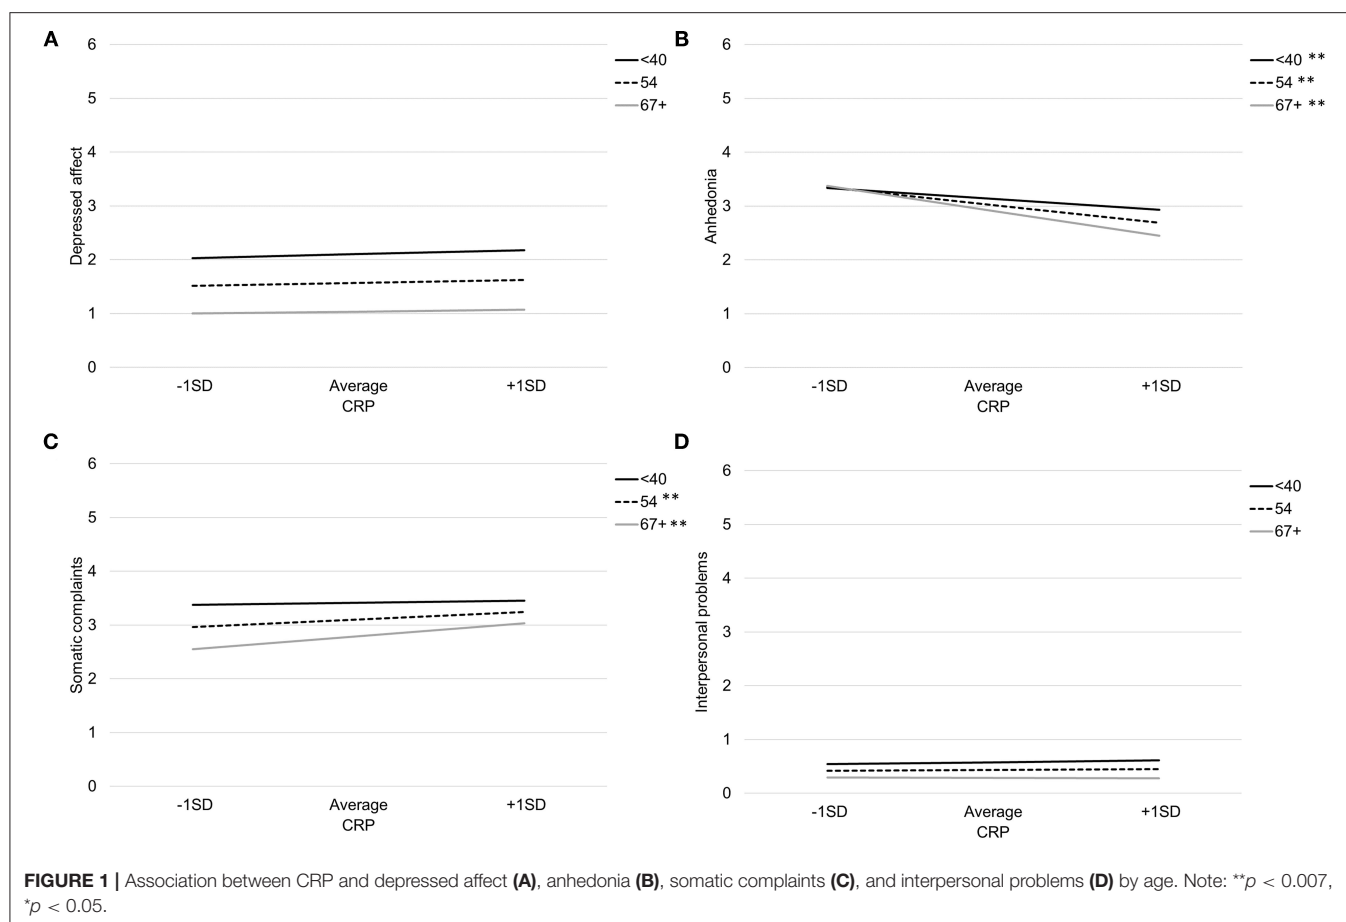 A
6
5
4
3
2
1
0
Depressed affect
-1SD
Average
+1SD
CRP
<40
54
67+
B
6
5
4
3
2
1
0
Anhedonia
-1SD
Average
+1SD
CRP
<40 **
54 **
67+ **
C
6
5
4
3
2
1
0
Somatic complaints
-1SD
Average
+1SD
CRP
<40
54 **
67+ **
D
6
5
4
3
2
1
0
Interpersonal problems
-1SD
Average
+1SD
CRP
<40
54
67+
FIGURE 1 | Association between CRP and depressed affect (A), anhedonia (B), somatic complaints (C), and interpersonal problems (D) by age. Note: **p < 0.007,
*p < 0.05.